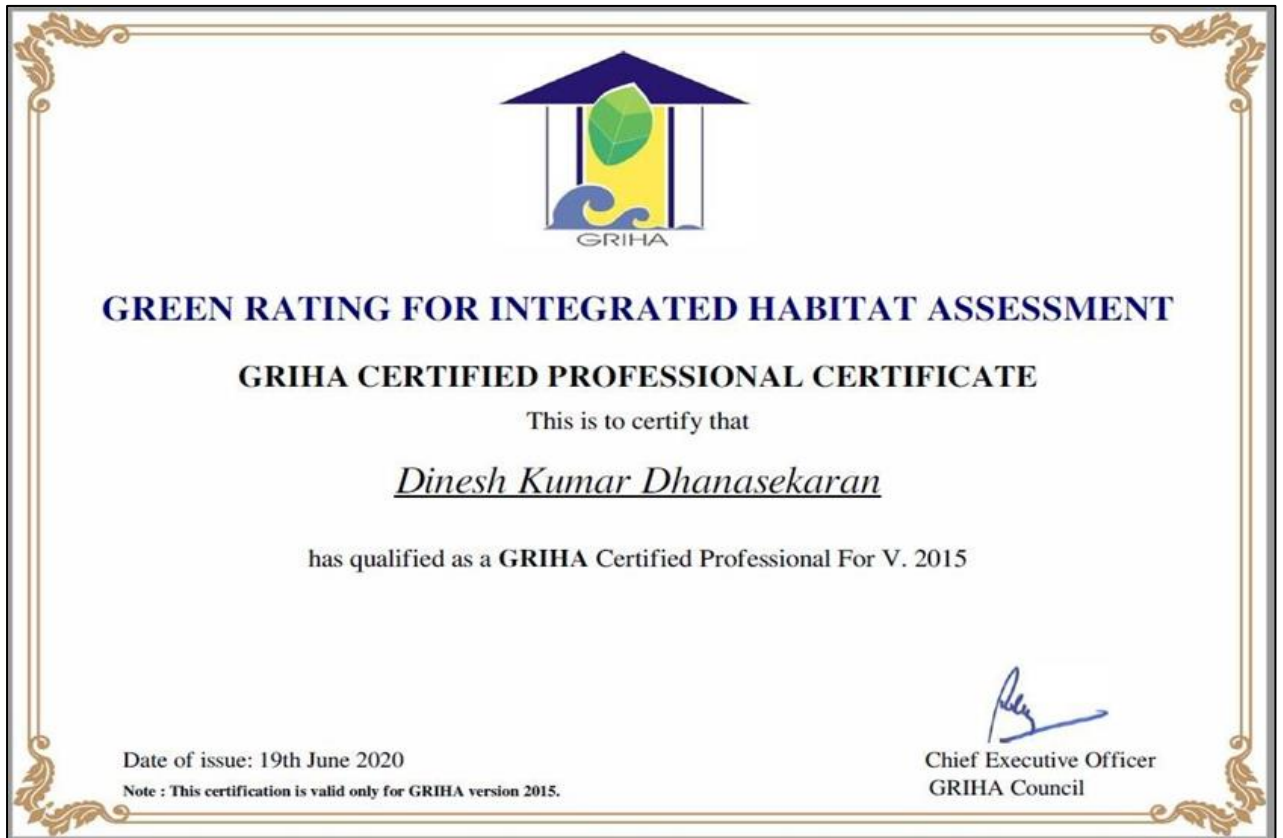 GRIHA
GREEN RATING FOR INTEGRATED HABITAT ASSESSMENT
GRIHA CERTIFIED PROFESSIONAL CERTIFICATE
This is to certify that
Dinesh Kumar Dhanasekaran
has qualified as a GRIHA Certified Professional For V. 2015
Date of issue: 19th June 2020
Note : This certification is valid only for GRIHA version 2015.
Chief Executive Officer
GRIHA Council